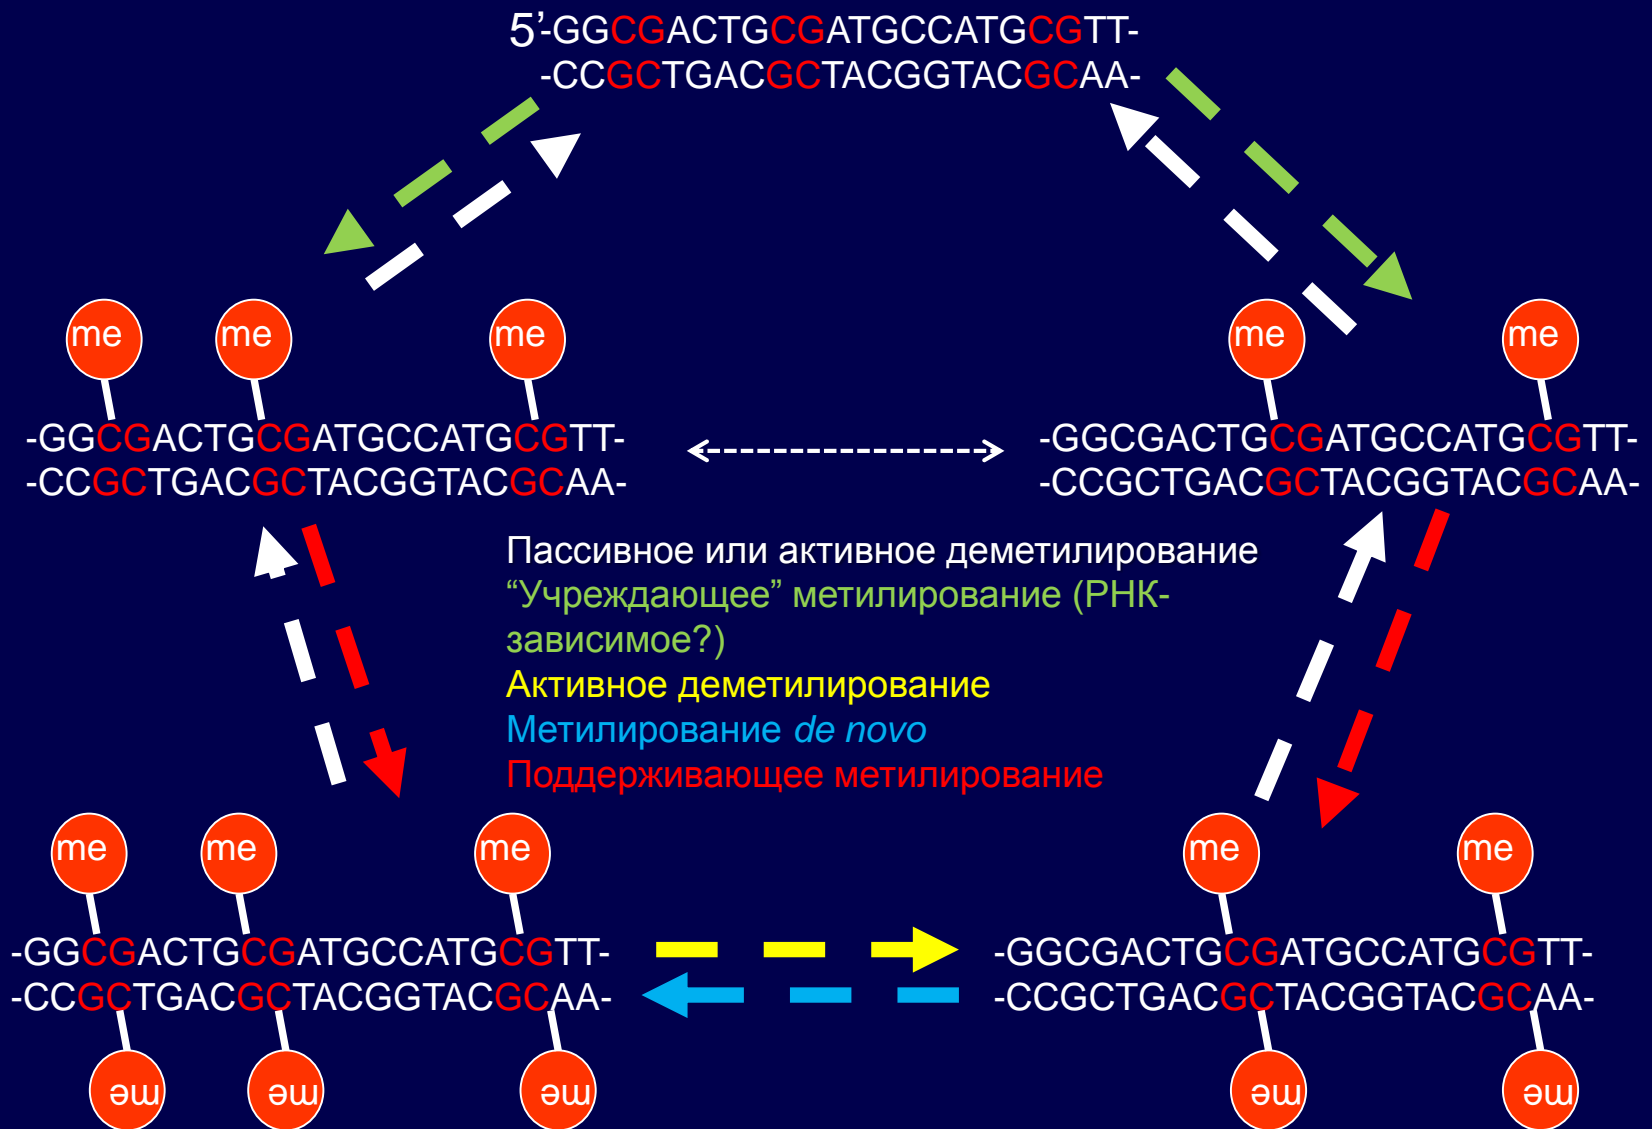 5’-GGCGACTGCGATGCCATGCGTT-
-CCGCTGACGCTACGGTACGCAA-
me me me
me me
-GGCGACTGCGATGCCATGCGTT-
-CCGCTGACGCTACGGTACGCAA-
-GGCGACTGCGATGCCATGCGTT-
-CCGCTGACGCTACGGTACGCAA-
Пассивное или активное деметилирование
“Учреждающее” метилирование (РНК-
зависимое?)
Активное деметилирование
Метилирование de novo
Поддерживающее метилирование
me me me
me me
-GGCGACTGCGATGCCATGCGTT-
-CCGCTGACGCTACGGTACGCAA-
-GGCGACTGCGATGCCATGCGTT-
-CCGCTGACGCTACGGTACGCAA-
me me me
me me